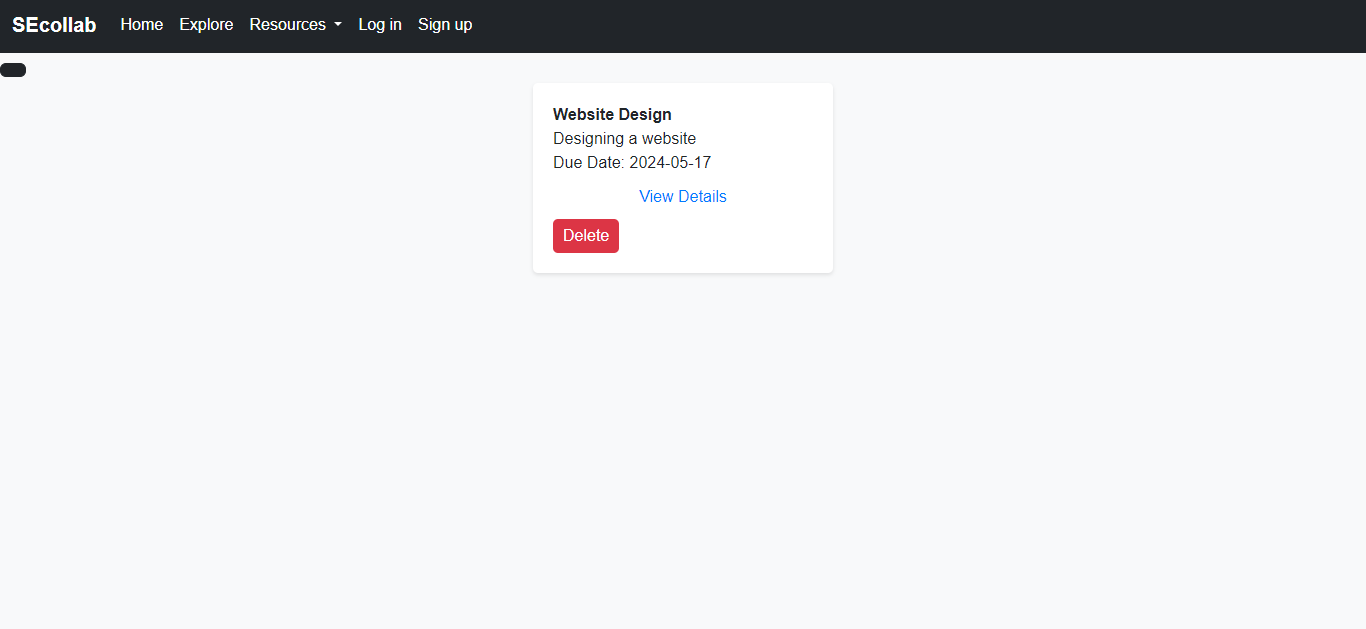 SEcollab Home Explore Resources Log in Sign up
Website Design
Designing a website
Due Date: 2024-05-17
View Details
Delete